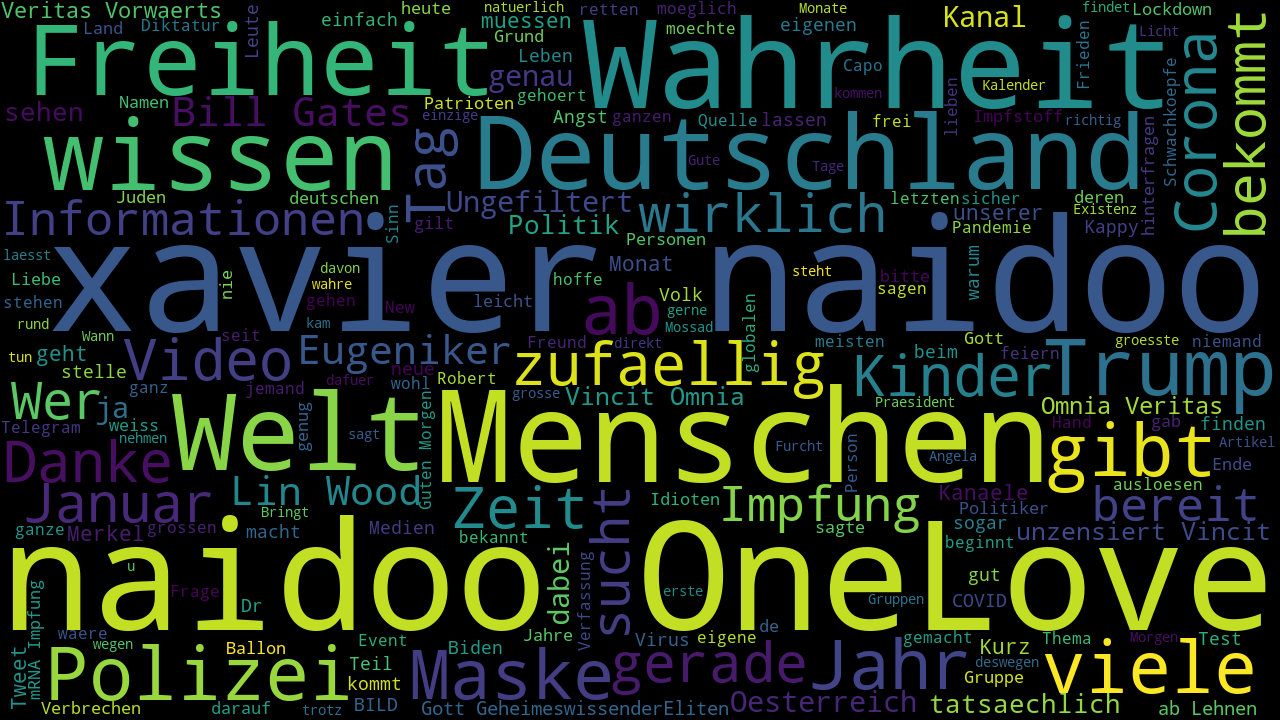 Veritas Vorwaerts
einfach
heute
natuerlich
retten
moeglich
Monate
findet
Lockdown
Land
Diktatur
Leute
muessen
Grund
moechte
eigenen
Kanal
Licht
Freiheit
Wahrheit
Leben
genau
Capo
Frieden
Corona
bekommt
Schwachkoepfe
sehen
Namen
Bill Gates
Patrioten
gehoert
kommen
Kalender
einzige
Angst
ganzen
Quelle
lassen
frei
lieben
Impfstoff
richtig
wissen
Tag
Deutschland
Gute
Tage
hinterfragen
Juden
deutschen
Informationen
Sinn
gilt
Ungefiltert
Politik
wirklich
letzten
sicher
unserer
deren
Existenz
Pandemie
Kappy
Personen
laesst
Liebe
stehen
rund
xavier naidoo
nie
davon
wahre
gehen
kam
New
leicht
hoffe
Monat
ab
Volk
gerne
Mossad
globalen
steht
bitte
sagen
warum
Wann
seit
Freund
direkt
meisten
Gott
groesste
niemand
tun
geht
stelle
Video
Eugeniker
zufaellig
beim
feiern
Kinder
Trump
ganz
jemand
dafuer
neue
wohl
Robert
grosse
Vincit Omnia
Praesident
Omnia Veritas
Wer
ja
weiss
nehmen
Telegram
Welt
genug
sagt
Guten Morgen
Menschen
Furcht
Person
Angela
Hand
gab
finden
Artikel
gibt
Danke
Ende
ausloesen
Januar
Bringt
Lin Wood
Zeit
sucht
Idioten
Impfung
sagte
Kanaele
Politiker
sogar
bereit
ganze
Merkel
grossen
macht
Medien
bekannt
beginnt
unzensiert Vincit
naidoo OneLove
u
Frage
Dr
dabei
Verfassung
erste
Gruppen
gut
COVID
mRNA Impfung
Tweet
waere
wegen
Ballon
Event
Jahre
Biden
Virus
eigene
de
gemacht
Kurz
Thema
Morgen
Test
deswegen
Polizei
Teil
kommt
Maske
gerade
Jahr
Gruppe
viele
Verbrechen
darauf
trotz
BILD
Gott GeheimeswissenderEliten
Oesterreich
tatsaechlich
ab Lehnen